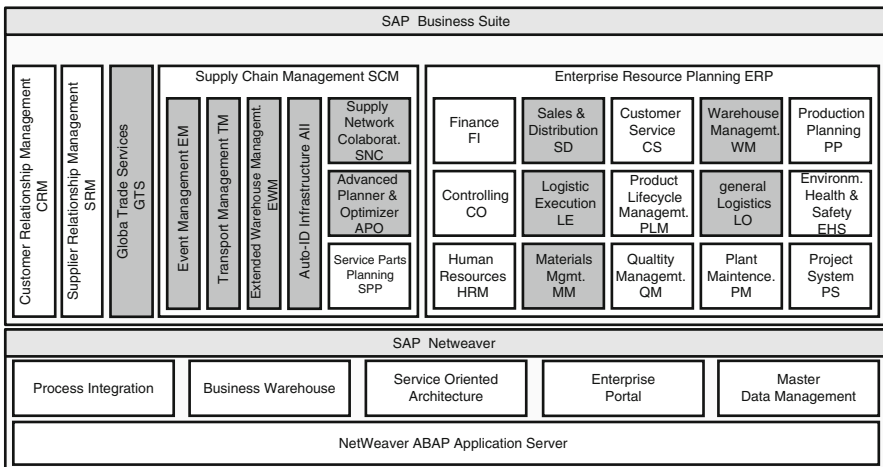 SAP Business Suite
Customer Relationship Management
CRM
Supplier Relationship Management
SRM
Globa Trade Services
GTS
Supply Chain Management SCM
Event Management EM
Transport Management TM
Extended Warehouse Managemt.
EWM
Auto-ID Infrastructure AII
Supply
Network
Colaborat.
SNC
Advanced
Planner &
Optimizer
APO
Service Parts
Planning
SPP
Enterprise Resource Planning ERP
Finance
FI
Sales &
Distribution
SD
Customer
Service
CS
Warehouse
Managemt.
WM
Production
Planning
PP
Controlling
CO
Logistic
Execution
LE
Product
Lifecycle
Managemt.
PLM
general
Logistics
LO
Environm.
Health &
Safety
EHS
Human
Resources
HRM
Materials
Mgmt.
MM
Qualtity
Managemt.
QM
Plant
Maintence.
PM
Project
System
PS
SAP Netweaver
Process Integration
Business Warehouse
Service Oriented
Architecture
Enterprise
Portal
Master
Data Management
NetWeaver ABAP Application Server